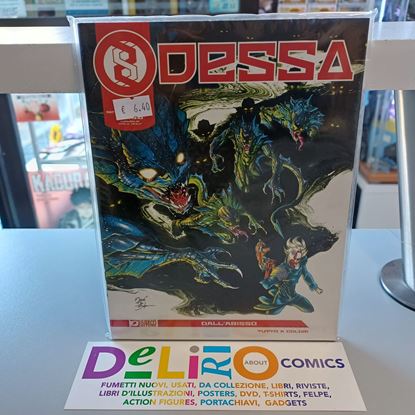 ODESSA
8
€ 6.40
DALL'ABISSO
TUTTO A COLORI
DELIRIO ABOUT COMICS
FUMETTI NUOVI, USATI, DA COLLEZIONE, LIBRI, RIVISTE,
LIBRI D'ILLUSTRAZIONI, POSTERS, DVD, T-SHIRTS, FELPE,
ACTION FIGURES, PORTACHIAVI, GADGETS